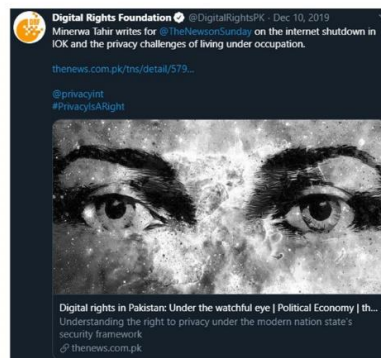 Digital Rights Foundation @DigitalRightsPK - Dec 10, 2019
Minerwa Tahir writes for @TheNewsonSunday on the internet shutdown in
IOK and the privacy challenges of living under occupation.
thenews.com.pk/tns/detail/579...
@privacyint
#PrivacyIsARight
Digital rights in Pakistan: Under the watchful eye | Political Economy | th...
Understanding the right to privacy under the modern nation state's
security framework
thenews.com.pk